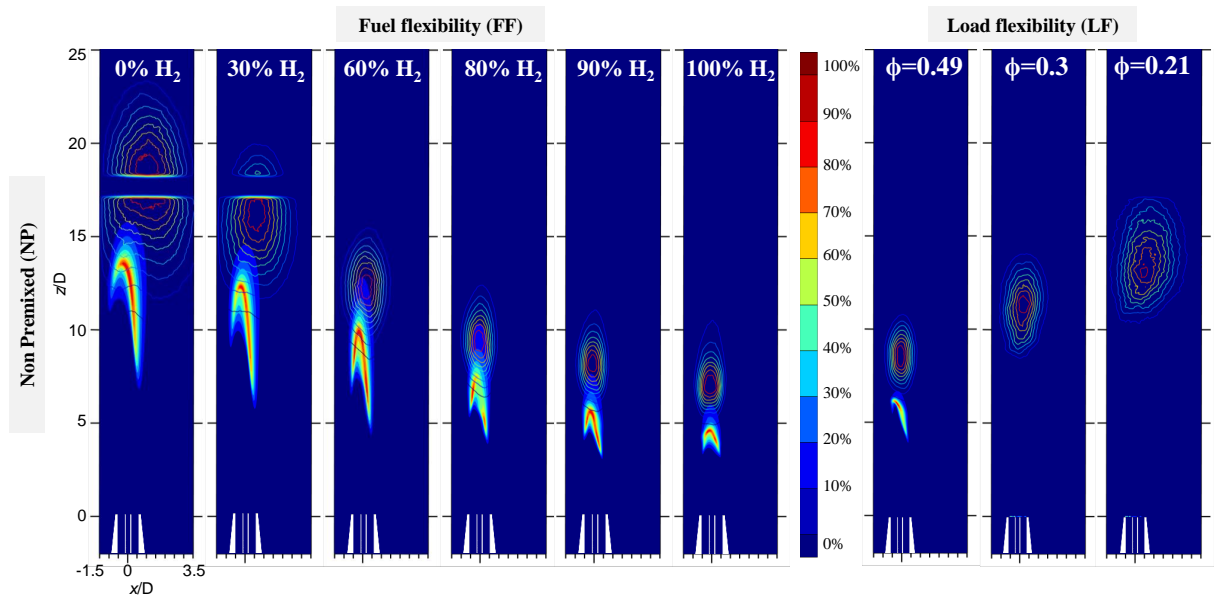 Fuel flexibility (FF)
Load flexibility (LF)
Non Premixed (NP)
0% H₂
30% H₂
60% H₂
80% H₂
90% H₂
100% H₂
ϕ=0.49
ϕ=0.3
ϕ=0.21
25
20
15
10
5
0
z/D
-1.5
0
3.5
x/D
100%
90%
80%
70%
60%
50%
40%
30%
20%
10%
0%